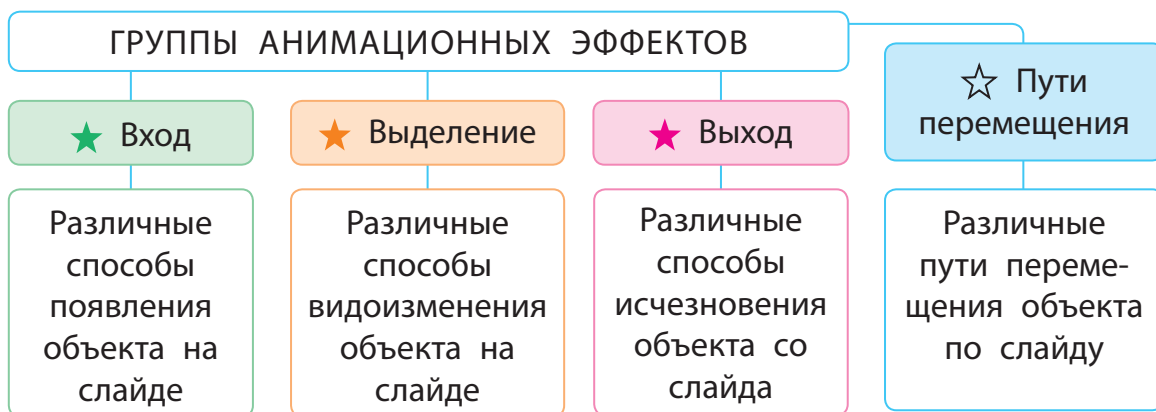 ГРУППЫ АНИМАЦИОННЫХ ЭФФЕКТОВ
Вход
Выделение
Выход
Пути
перемещения
Различные
способы
появления
объекта на
слайде
Различные
способы
видоизменения
объекта на
слайде
Различные
способы
исчезновения
объекта со
слайда
Различные
пути переме-
щения объекта
по слайду